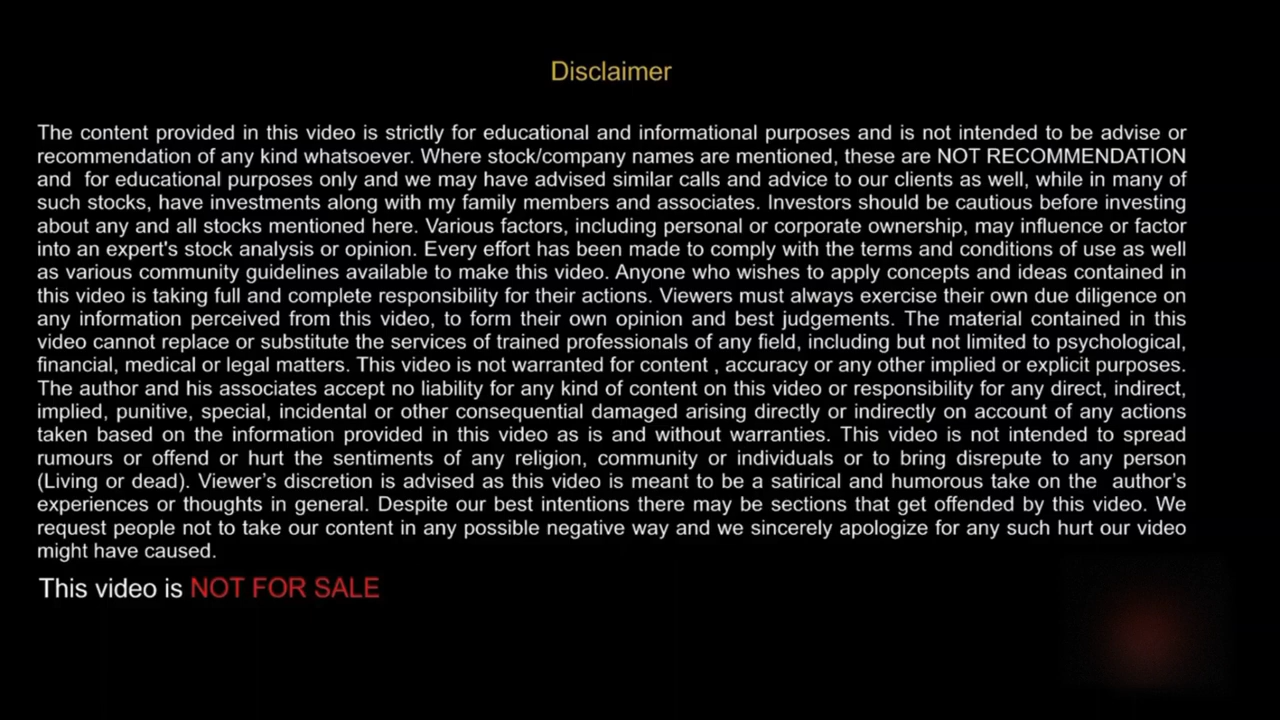 Disclaimer
The content provided in this video is strictly for educational and informational purposes and is not intended to be advise or
recommendation of any kind whatsoever. Where stock/company names are mentioned, these are NOT RECOMMENDATION
and for educational purposes only and we may have advised similar calls and advice to our clients as well, while in many of
such stocks, have investments along with my family members and associates. Investors should be cautious before investing
about any and all stocks mentioned here. Various factors, including personal or corporate ownership, may influence or factor
into an expert's stock analysis or opinion. Every effort has been made to comply with the terms and conditions of use as well
as various community guidelines available to make this video. Anyone who wishes to apply concepts and ideas contained in
this video is taking full and complete responsibility for their actions. Viewers must always exercise their own due diligence on
any information perceived from this video, to form their own opinion and best judgements. The material contained in this
video cannot replace or substitute the services of trained professionals of any field, including but not limited to psychological,
financial, medical or legal matters. This video is not warranted for content , accuracy or any other implied or explicit purposes.
The author and his associates accept no liability for any kind of content on this video or responsibility for any direct, indirect,
implied, punitive, special, incidental or other consequential damaged arising directly or indirectly on account of any actions
taken based on the information provided in this video as is and without warranties. This video is not intended to spread
rumours or offend or hurt the sentiments of any religion, community or individuals or to bring disrepute to any person
(Living or dead). Viewer’s discretion is advised as this video is meant to be a satirical and humorous take on the author’s
experiences or thoughts in general. Despite our best intentions there may be sections that get offended by this video. We
request people not to take our content in any possible negative way and we sincerely apologize for any such hurt our video
might have caused.
This video is NOT FOR SALE